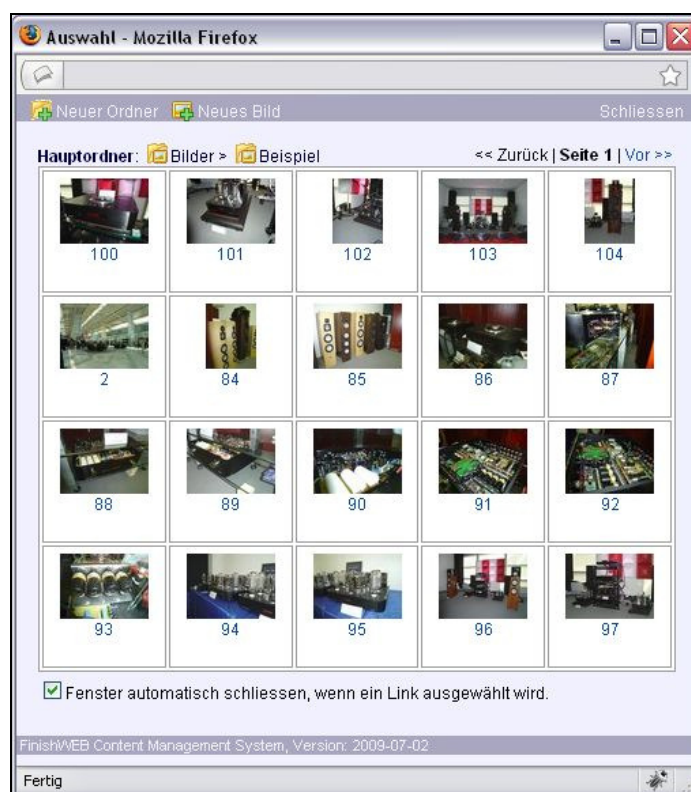 Auswahl - Mozilla Firefox
Neuer Ordner Neues Bild Schliessen
Hauptordner: Bilder > Beispiel << Zurück | Seite 1 | Vor >>
100 101 102 103 104
2 84 85 86 87
88 89 90 91 92
93 94 95 96 97
Fenster automatisch schliessen, wenn ein Link ausgewählt wird.
FinishWEB Content Management System, Version: 2009-07-02
Fertig